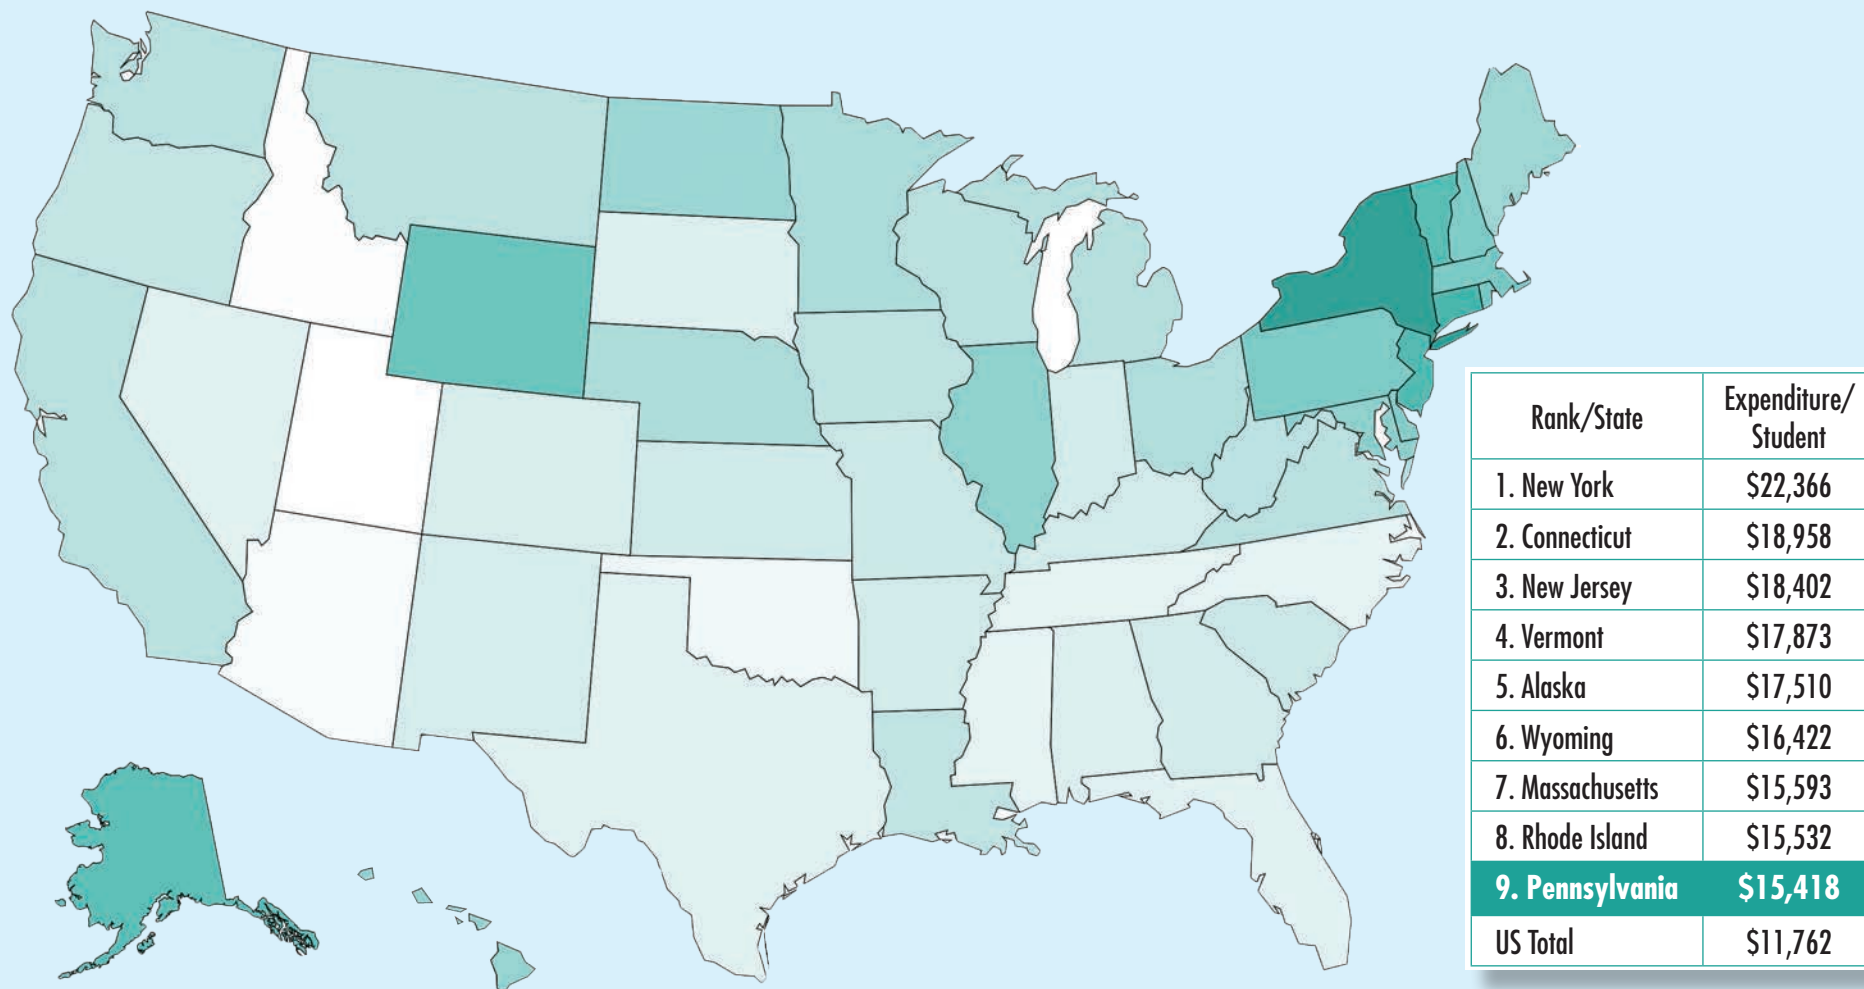 Rank/State Expenditure/
Student
1. New York $22,366
2. Connecticut $18,958
3. New Jersey $18,402
4. Vermont $17,873
5. Alaska $17,510
6. Wyoming $16,422
7. Massachusetts $15,593
8. Rhode Island $15,532
9. Pennsylvania $15,418
US Total $11,762